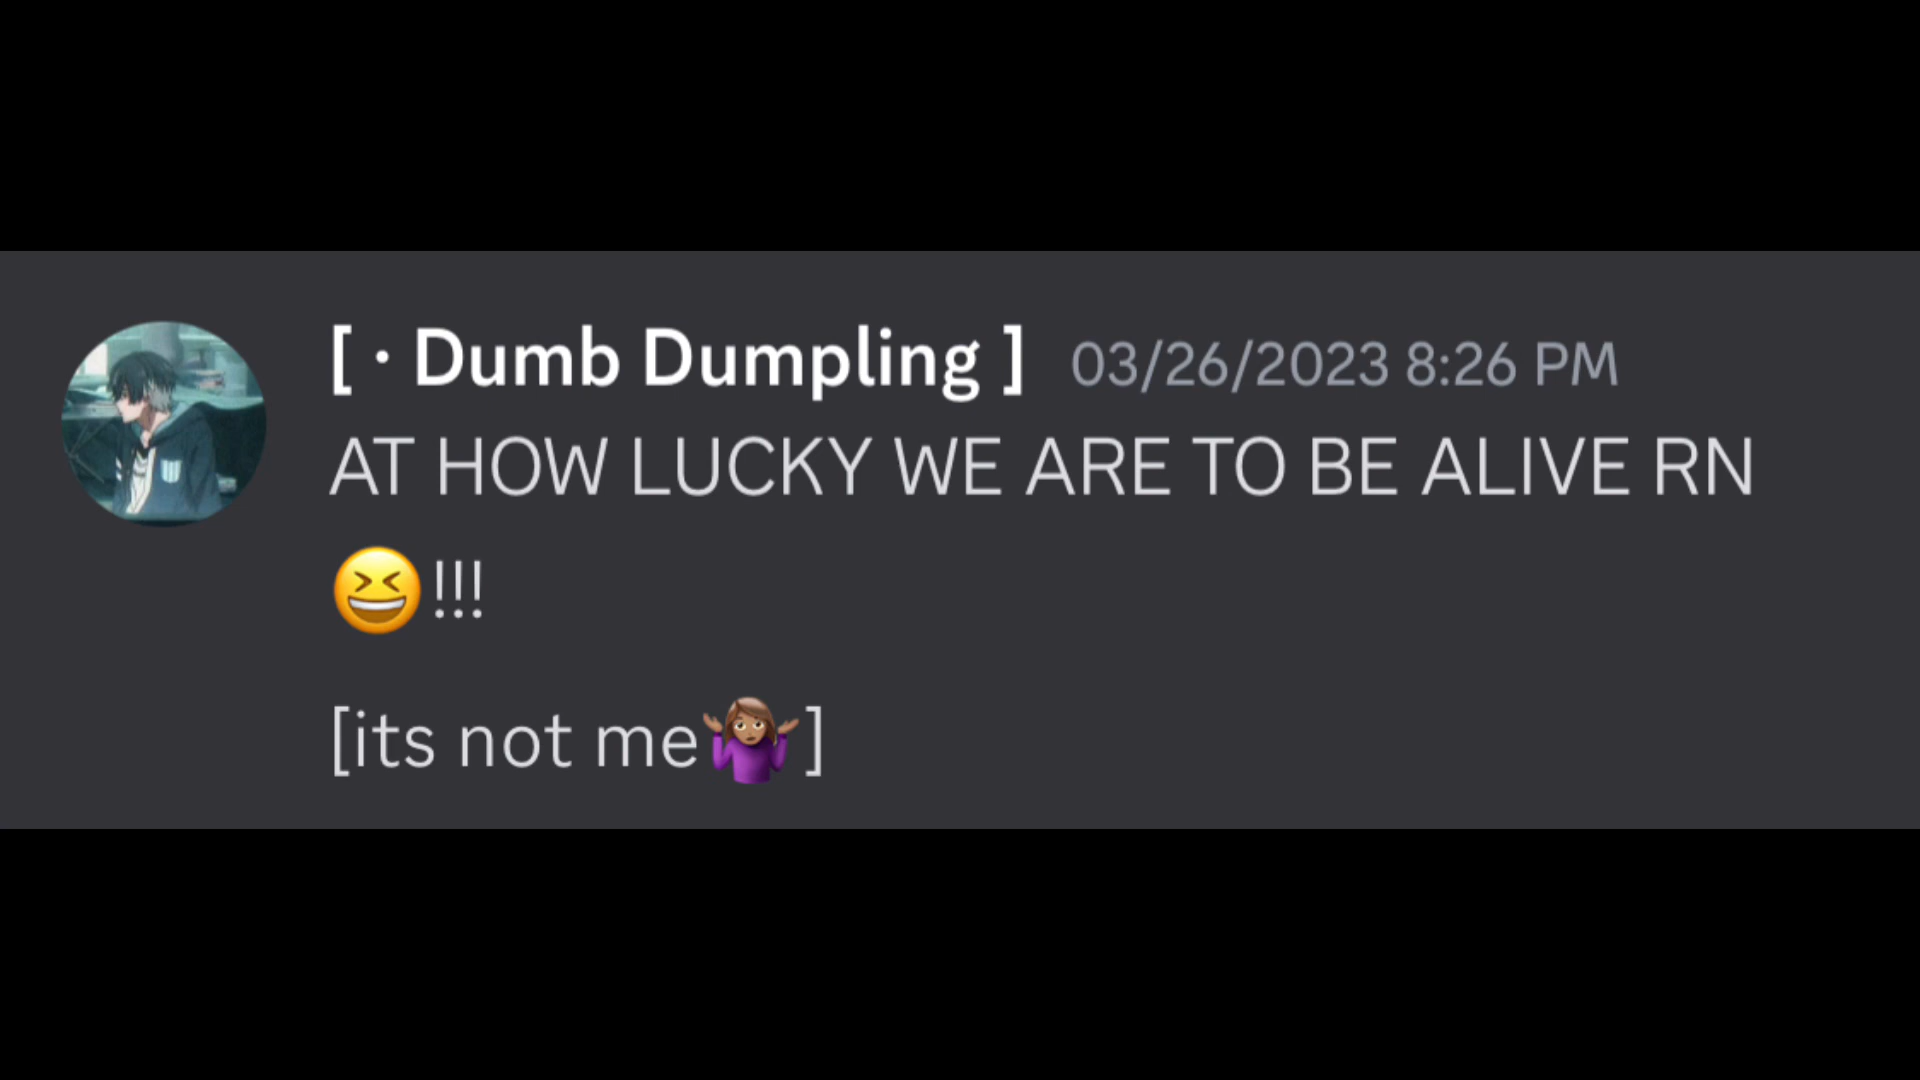 [ · Dumb Dumpling ] 03/26/2023 8:26 PM
AT HOW LUCKY WE ARE TO BE ALIVE RN
😆!!!
[its not me🤷🏽‍♀️]